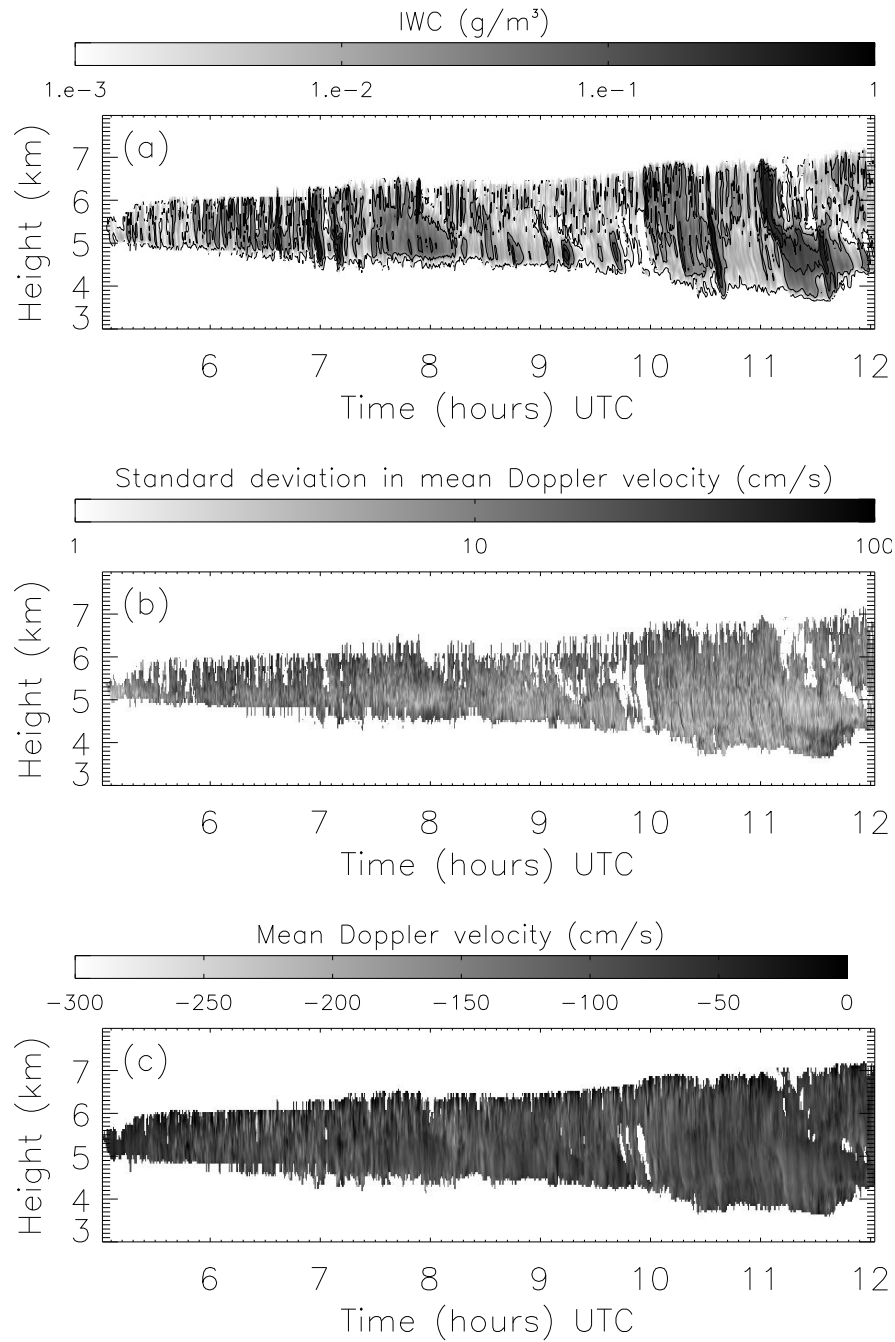 IWC (g/m³)
1.e−3 1.e−2 1.e−1 1
(a)
Height (km)
7
6
5
4
3
6 7 8 9 10 11 12
Time (hours) UTC
Standard deviation in mean Doppler velocity (cm/s)
1 10 100
(b)
Height (km)
7
6
5
4
3
6 7 8 9 10 11 12
Time (hours) UTC
Mean Doppler velocity (cm/s)
−300 −250 −200 −150 −100 −50 0
(c)
Height (km)
7
6
5
4
3
6 7 8 9 10 11 12
Time (hours) UTC